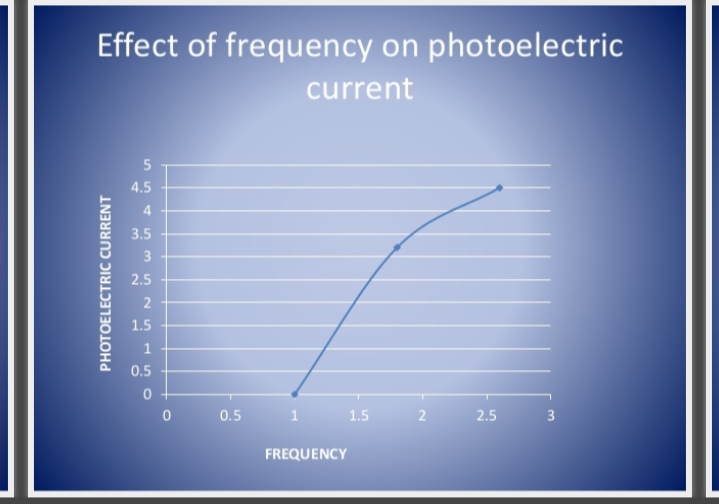 Effect of frequency on photoelectric
current
PHOTOELECTRIC CURRENT
5
4.5
4
3.5
3
2.5
2
1.5
1
0.5
0
0 0.5 1 1.5 2 2.5 3
FREQUENCY